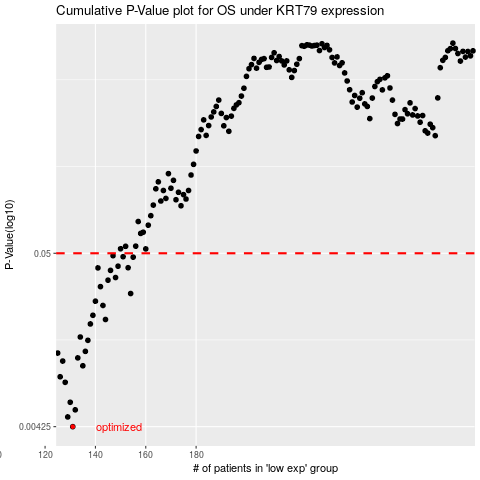 Cumulative P-Value plot for OS under KRT79 expression
P-Value(log10)
0.05
0.00425
optimized
0 120 140 160 180
# of patients in 'low exp' group